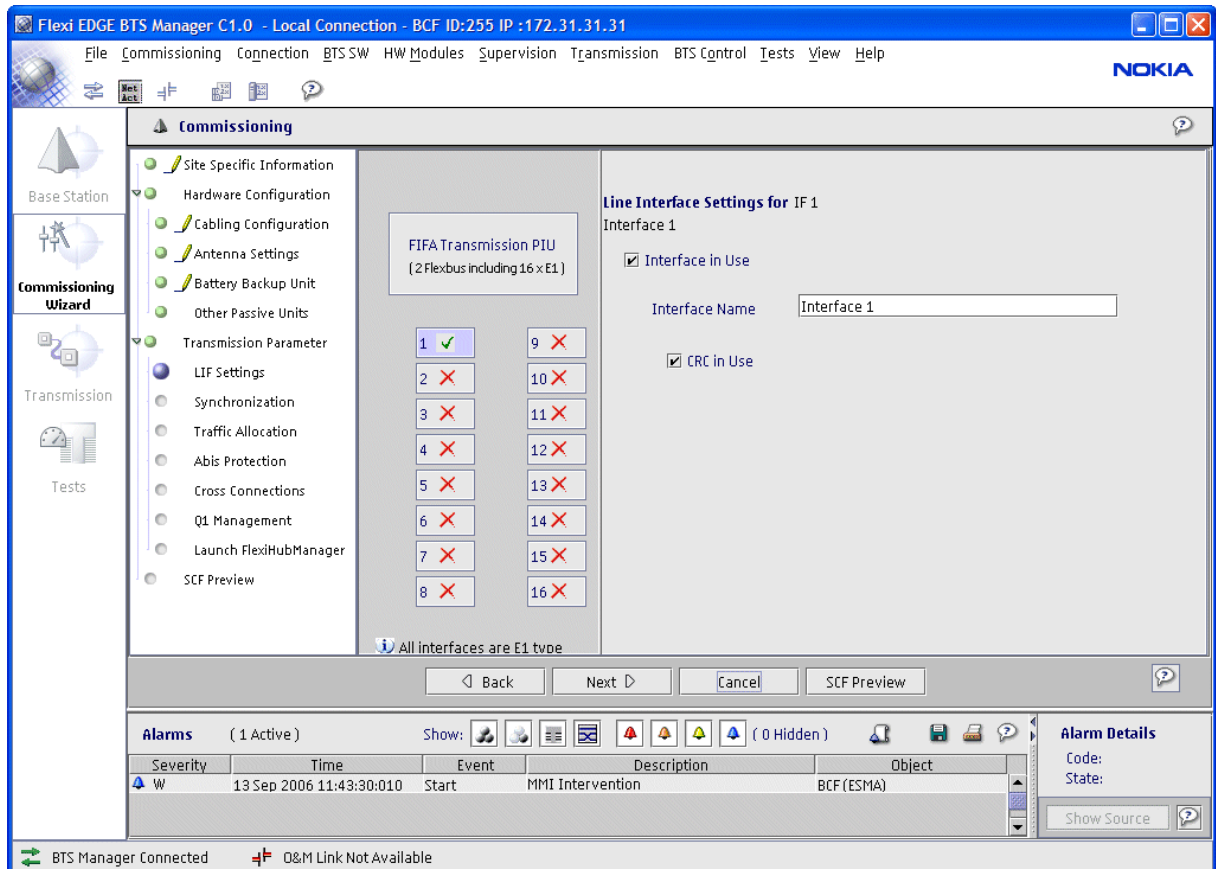 Flexi EDGE BTS Manager C1.0 - Local Connection - BCF ID:255 IP :172.31.31.31
File Commissioning Connection BTS SW HW Modules Supervision Transmission BTS Control Tests View Help
NOKIA
Net Act
Commissioning
Base Station
Commissioning Wizard
Transmission
Tests
Site Specific Information
Hardware Configuration
Cabling Configuration
Antenna Settings
Battery Backup Unit
Other Passive Units
Transmission Parameter
LIF Settings
Synchronization
Traffic Allocation
Abis Protection
Cross Connections
Q1 Management
Launch FlexiHubManager
SCF Preview
FIFA Transmission PIU
( 2 Flexbus including 16 x E1 )
1 9
2 10
3 11
4 12
5 13
6 14
7 15
8 16
All interfaces are E1 type
Line Interface Settings for IF 1
Interface 1
Interface in Use
Interface Name Interface 1
CRC in Use
Back Next Cancel SCF Preview
Alarms ( 1 Active ) Show: ( 0 Hidden )
Severity Time Event Description Object
W 13 Sep 2006 11:43:30:010 Start MMI Intervention BCF (ESMA)
Alarm Details
Code:
State:
Show Source
BTS Manager Connected O&M Link Not Available